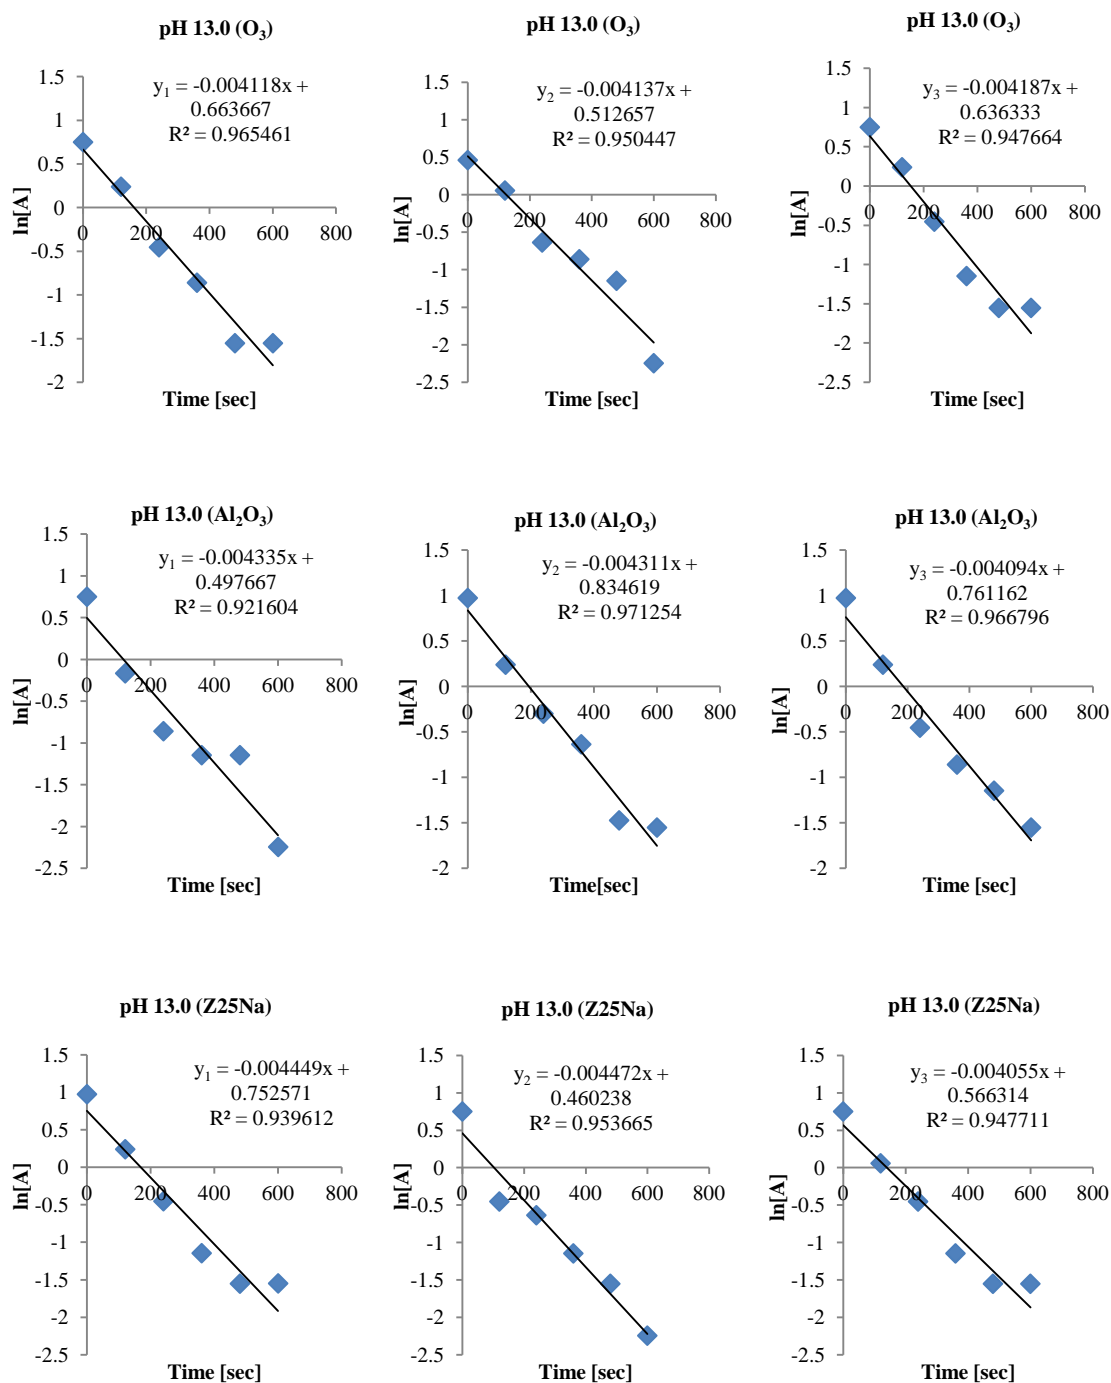 pH 13.0 (O₃)
y₁ = -0.004118x +
0.663667
R² = 0.965461
1.5
1
0.5
0
-0.5
-1
-1.5
-2
0 200 400 600 800
ln[A]
Time [sec]
pH 13.0 (O₃)
y₂ = -0.004137x +
0.512657
R² = 0.950447
1.5
1
0.5
0
-0.5
-1
-1.5
-2
-2.5
0 200 400 600 800
ln[A]
Time [sec]
pH 13.0 (O₃)
y₃ = -0.004187x +
0.636333
R² = 0.947664
1.5
1
0.5
0
-0.5
-1
-1.5
-2
-2.5
0 200 400 600 800
ln[A]
Time [sec]
pH 13.0 (Al₂O₃)
y₁ = -0.004335x +
0.497667
R² = 0.921604
1.5
1
0.5
0
-0.5
-1
-1.5
-2
-2.5
0 200 400 600 800
ln[A]
Time [sec]
pH 13.0 (Al₂O₃)
y₂ = -0.004311x +
0.834619
R² = 0.971254
1.5
1
0.5
0
-0.5
-1
-1.5
-2
0 200 400 600 800
ln[A]
Time[sec]
pH 13.0 (Al₂O₃)
y₃ = -0.004094x +
0.761162
R² = 0.966796
1.5
1
0.5
0
-0.5
-1
-1.5
-2
0 200 400 600 800
ln[A]
Time [sec]
pH 13.0 (Z25Na)
y₁ = -0.004449x +
0.752571
R² = 0.939612
1.5
1
0.5
0
-0.5
-1
-1.5
-2
-2.5
0 200 400 600 800
ln[A]
Time [sec]
pH 13.0 (Z25Na)
y₂ = -0.004472x +
0.460238
R² = 0.953665
1.5
1
0.5
0
-0.5
-1
-1.5
-2
-2.5
0 200 400 600 800
ln[A]
Time [sec]
pH 13.0 (Z25Na)
y₃ = -0.004055x +
0.566314
R² = 0.947711
1.5
1
0.5
0
-0.5
-1
-1.5
-2
-2.5
0 200 400 600 800
ln[A]
Time [sec]